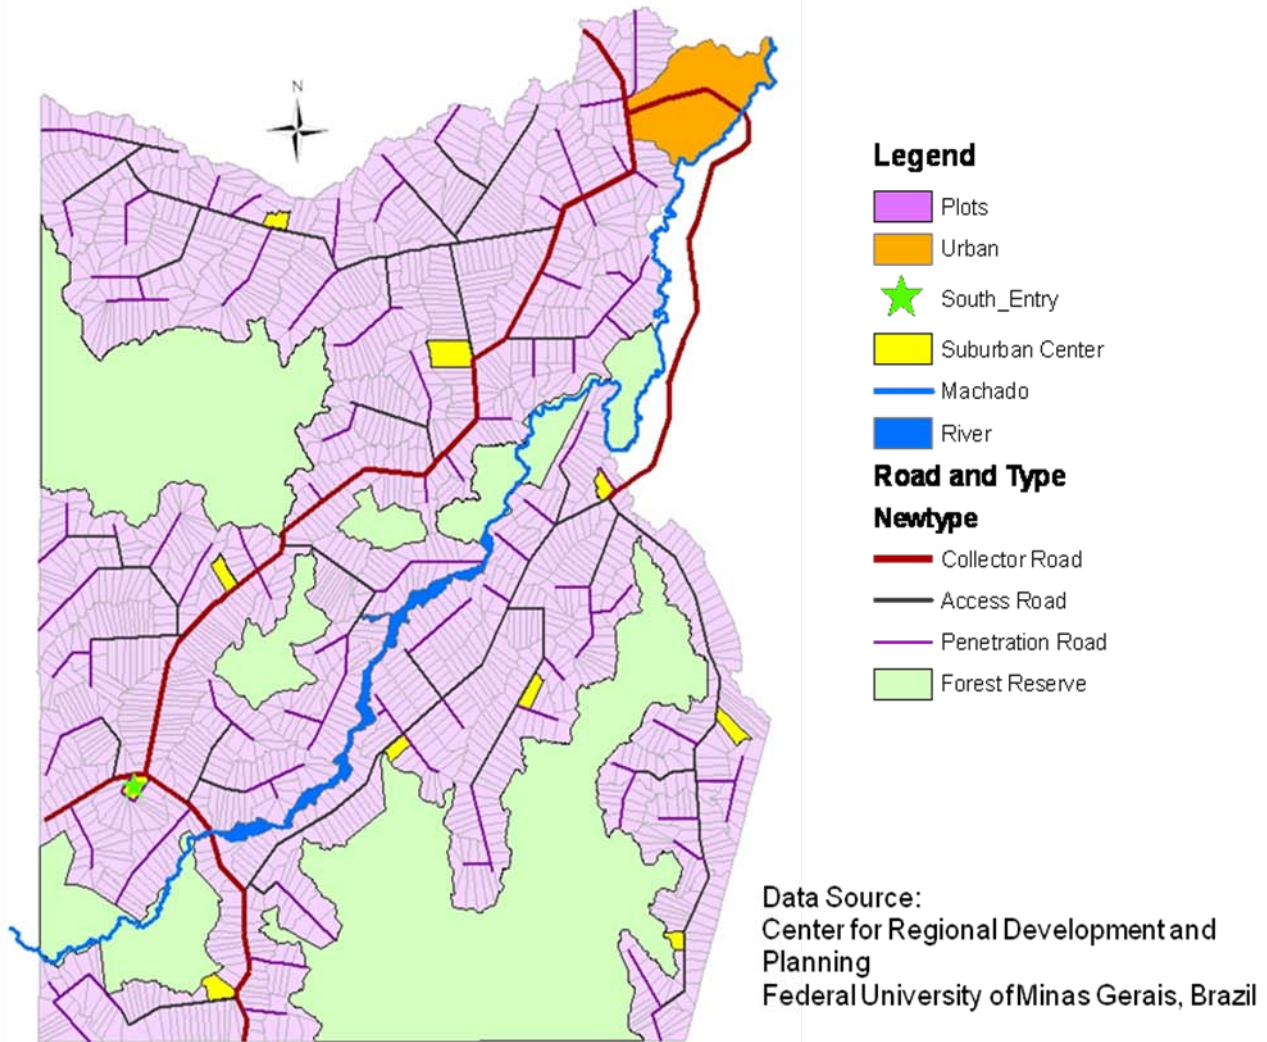 N
Legend
Plots
Urban
South_Entry
Suburban Center
Machado
River
Road and Type
Newtype
Collector Road
Access Road
Penetration Road
Forest Reserve
Data Source:
Center for Regional Development and
Planning
Federal University of Minas Gerais, Brazil